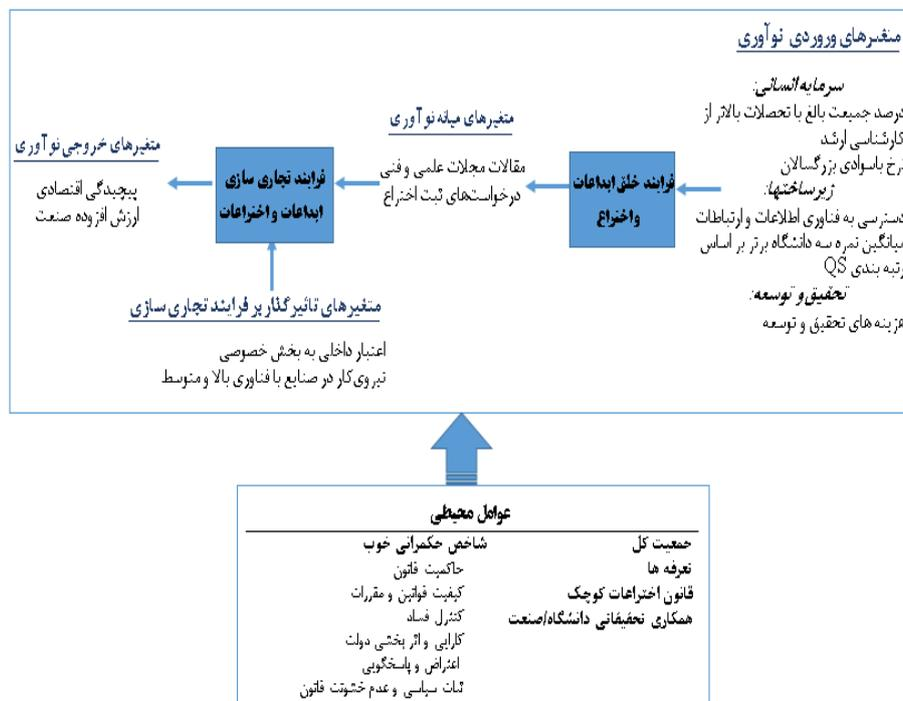 متغیرهای ورودی نوآوری
سرمایه انسانی:
درصد جمیعت بالغ با تحصلات بالاتر از
کارشناسی ارشد
نرخ باسوادی بزرگسالان
زیرساختها:
دسترسی به فناوری اطلاعات و ارتباطات
میانگین نمره سه دانشگاه برتر بر اساس
رتبه بندی QS
تحقیق و توسعه:
هزینه های تحقیق و توسعه
فرایند خلق ابداعات
و اختراع
متغیرهای میانه نوآوری
مقالات مجلات علمی و فنی
درخواست‌های ثبت اختراع
فرایند تجاری سازی
ابداعات و اختراعات
متغیرهای خروجی نوآوری
پیچیدگی اقتصادی
ارزش افزوده صنعت
متغیرهای تاثیرگذار بر فرایند تجاری سازی
اعتبار داخلی به بخش خصوصی
نیروی کار در صنایع با فناوری بالا و متوسط
عوامل محیطی
جمعیت کل
تعرفه ها
قانون اختراعات کوچک
همکاری تحقیقاتی دانشگاه/صنعت
شاخص حکمرانی خوب
حاکمیت قانون
کیفیت قوانین و مقررات
کنترل فساد
کارایی و اثر بخشی دولت
اعتراض و پاسخگویی
ثبات سیاسی و عدم خشونت قانون